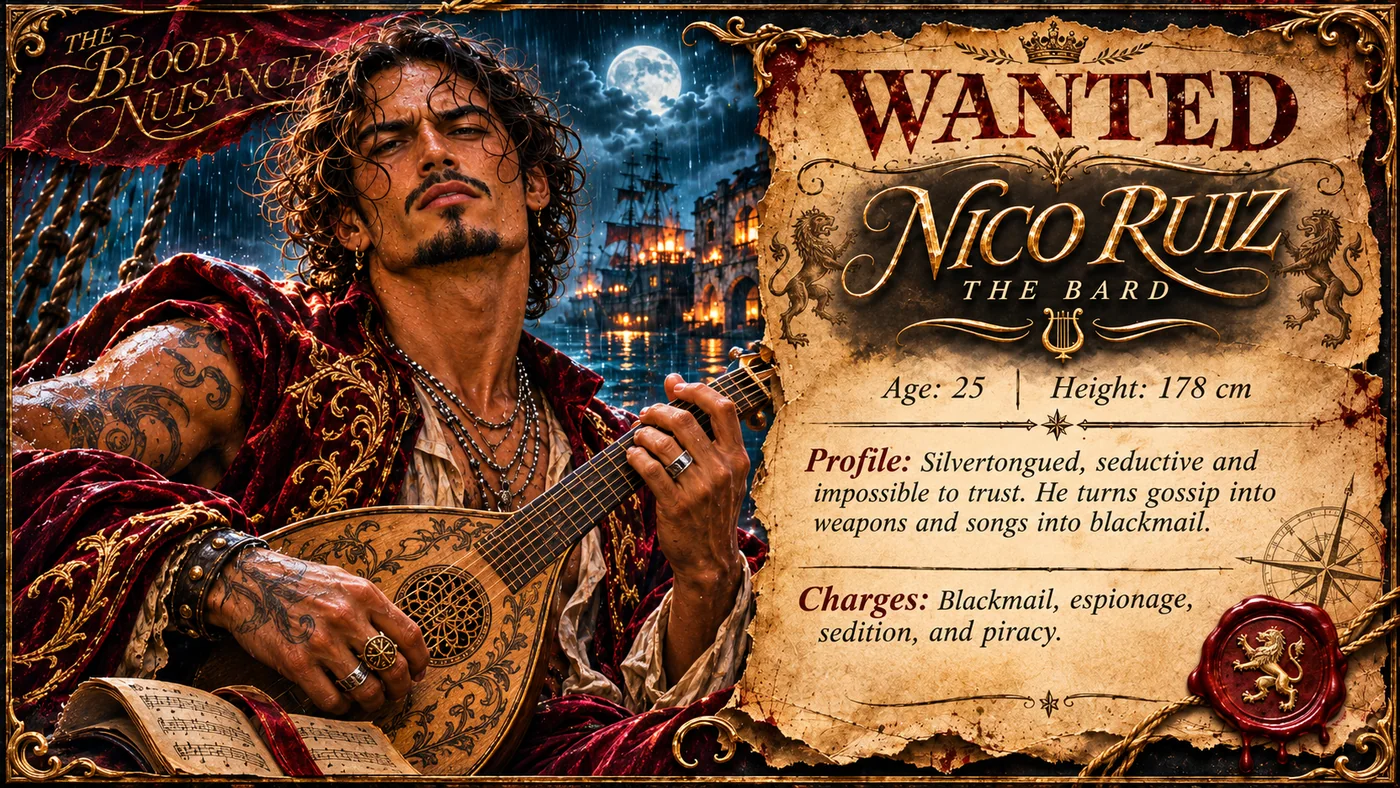 THE
BLOODY
NUISANCE
WANTED
NICO RUIZ
THE BARD
Age: 25 | Height: 178 cm
Profile: Silvertongued, seductive and
impossible to trust. He turns gossip into
weapons and songs into blackmail.
Charges: Blackmail, espionage,
sedition, and piracy.